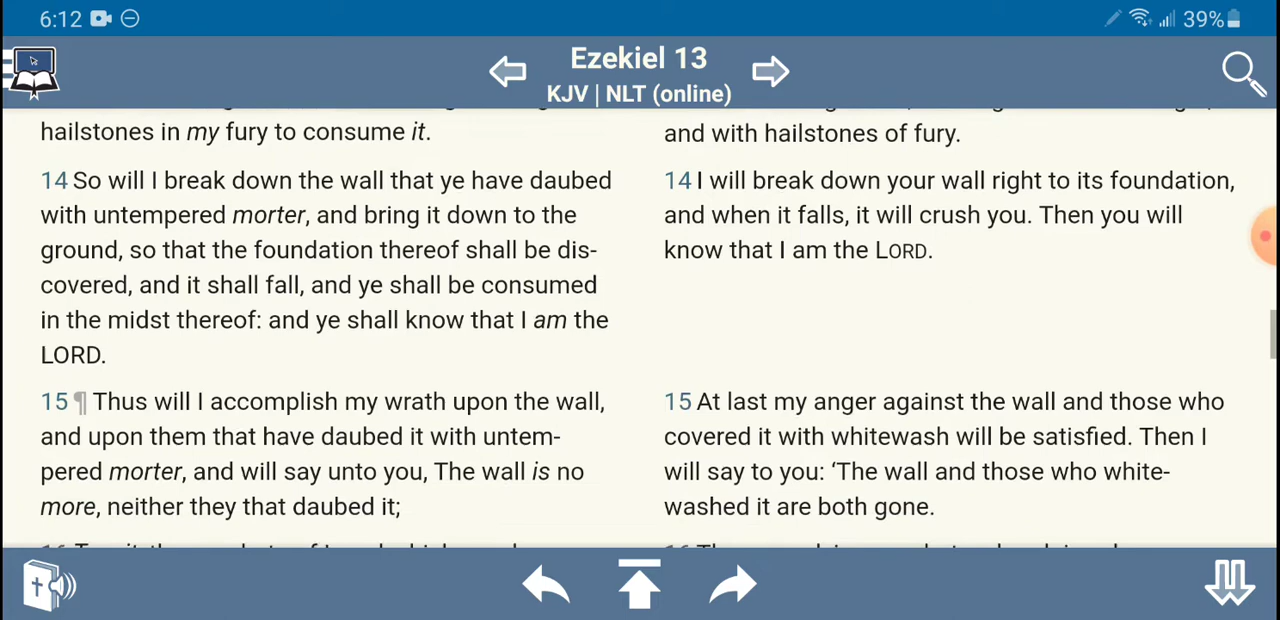 6:12
39%
Ezekiel 13
KJV | NLT (online)
hailstones in my fury to consume it.
14 So will I break down the wall that ye have daubed
with untempered morter, and bring it down to the
ground, so that the foundation thereof shall be dis-
covered, and it shall fall, and ye shall be consumed
in the midst thereof: and ye shall know that I am the
LORD.
15 ¶ Thus will I accomplish my wrath upon the wall,
and upon them that have daubed it with untem-
pered morter, and will say unto you, The wall is no
more, neither they that daubed it;
and with hailstones of fury.
14 I will break down your wall right to its foundation,
and when it falls, it will crush you. Then you will
know that I am the LORD.
15 At last my anger against the wall and those who
covered it with whitewash will be satisfied. Then I
will say to you: ‘The wall and those who white-
washed it are both gone.